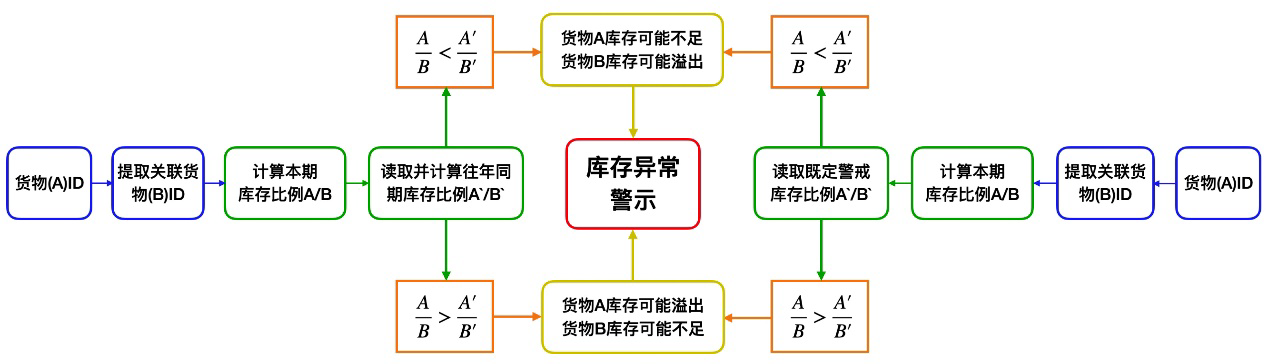 A/B < A′/B′
货物A库存可能不足
货物B库存可能溢出
A/B < A′/B′
货物(A)ID
提取关联货
物(B)ID
计算本期
库存比例A/B
读取并计算往年同
期库存比例A`/B`
库存异常
警示
读取既定警戒
库存比例A`/B`
计算本期
库存比例A/B
提取关联货
物(B)ID
货物(A)ID
A/B > A′/B′
货物A库存可能溢出
货物B库存可能不足
A/B > A′/B′